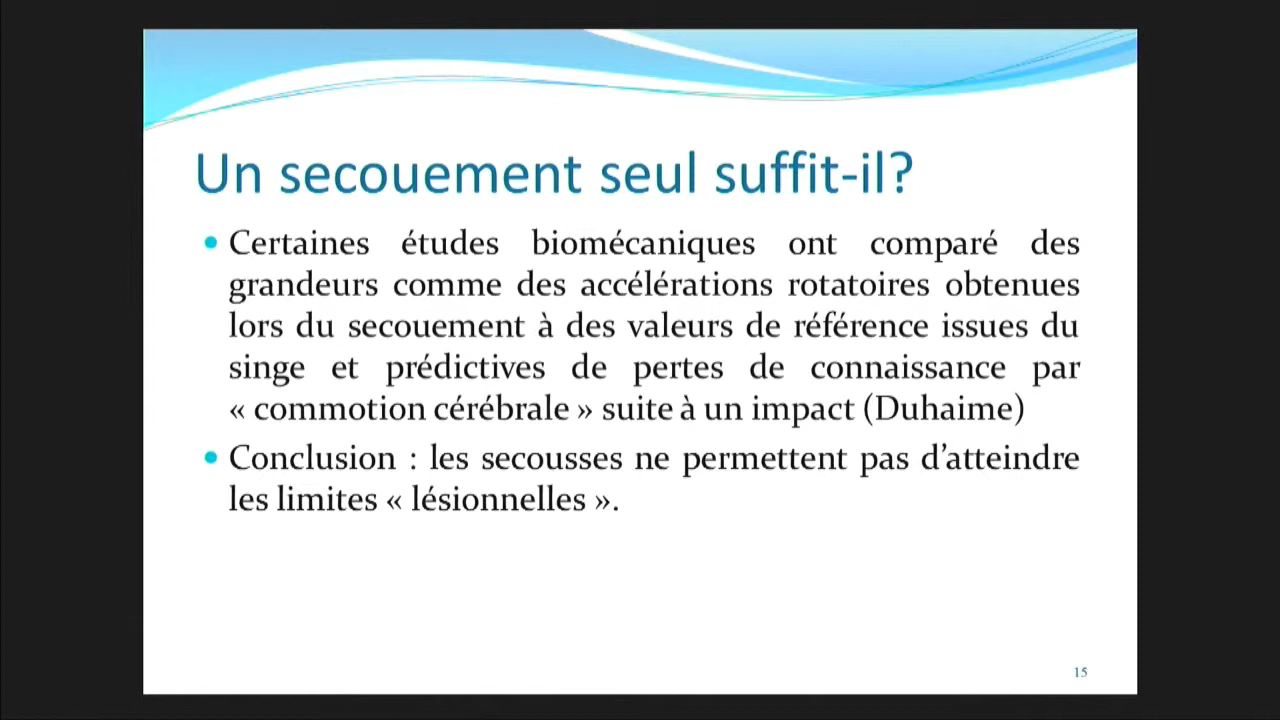 Un secouement seul suffit-il?
• Certaines études biomécaniques ont comparé des
grandeurs comme des accélérations rotatoires obtenues
lors du secouement à des valeurs de référence issues du
singe et prédictives de pertes de connaissance par
« commotion cérébrale » suite à un impact (Duhaime)
• Conclusion : les secousses ne permettent pas d’atteindre
les limites « lésionnelles ».
15